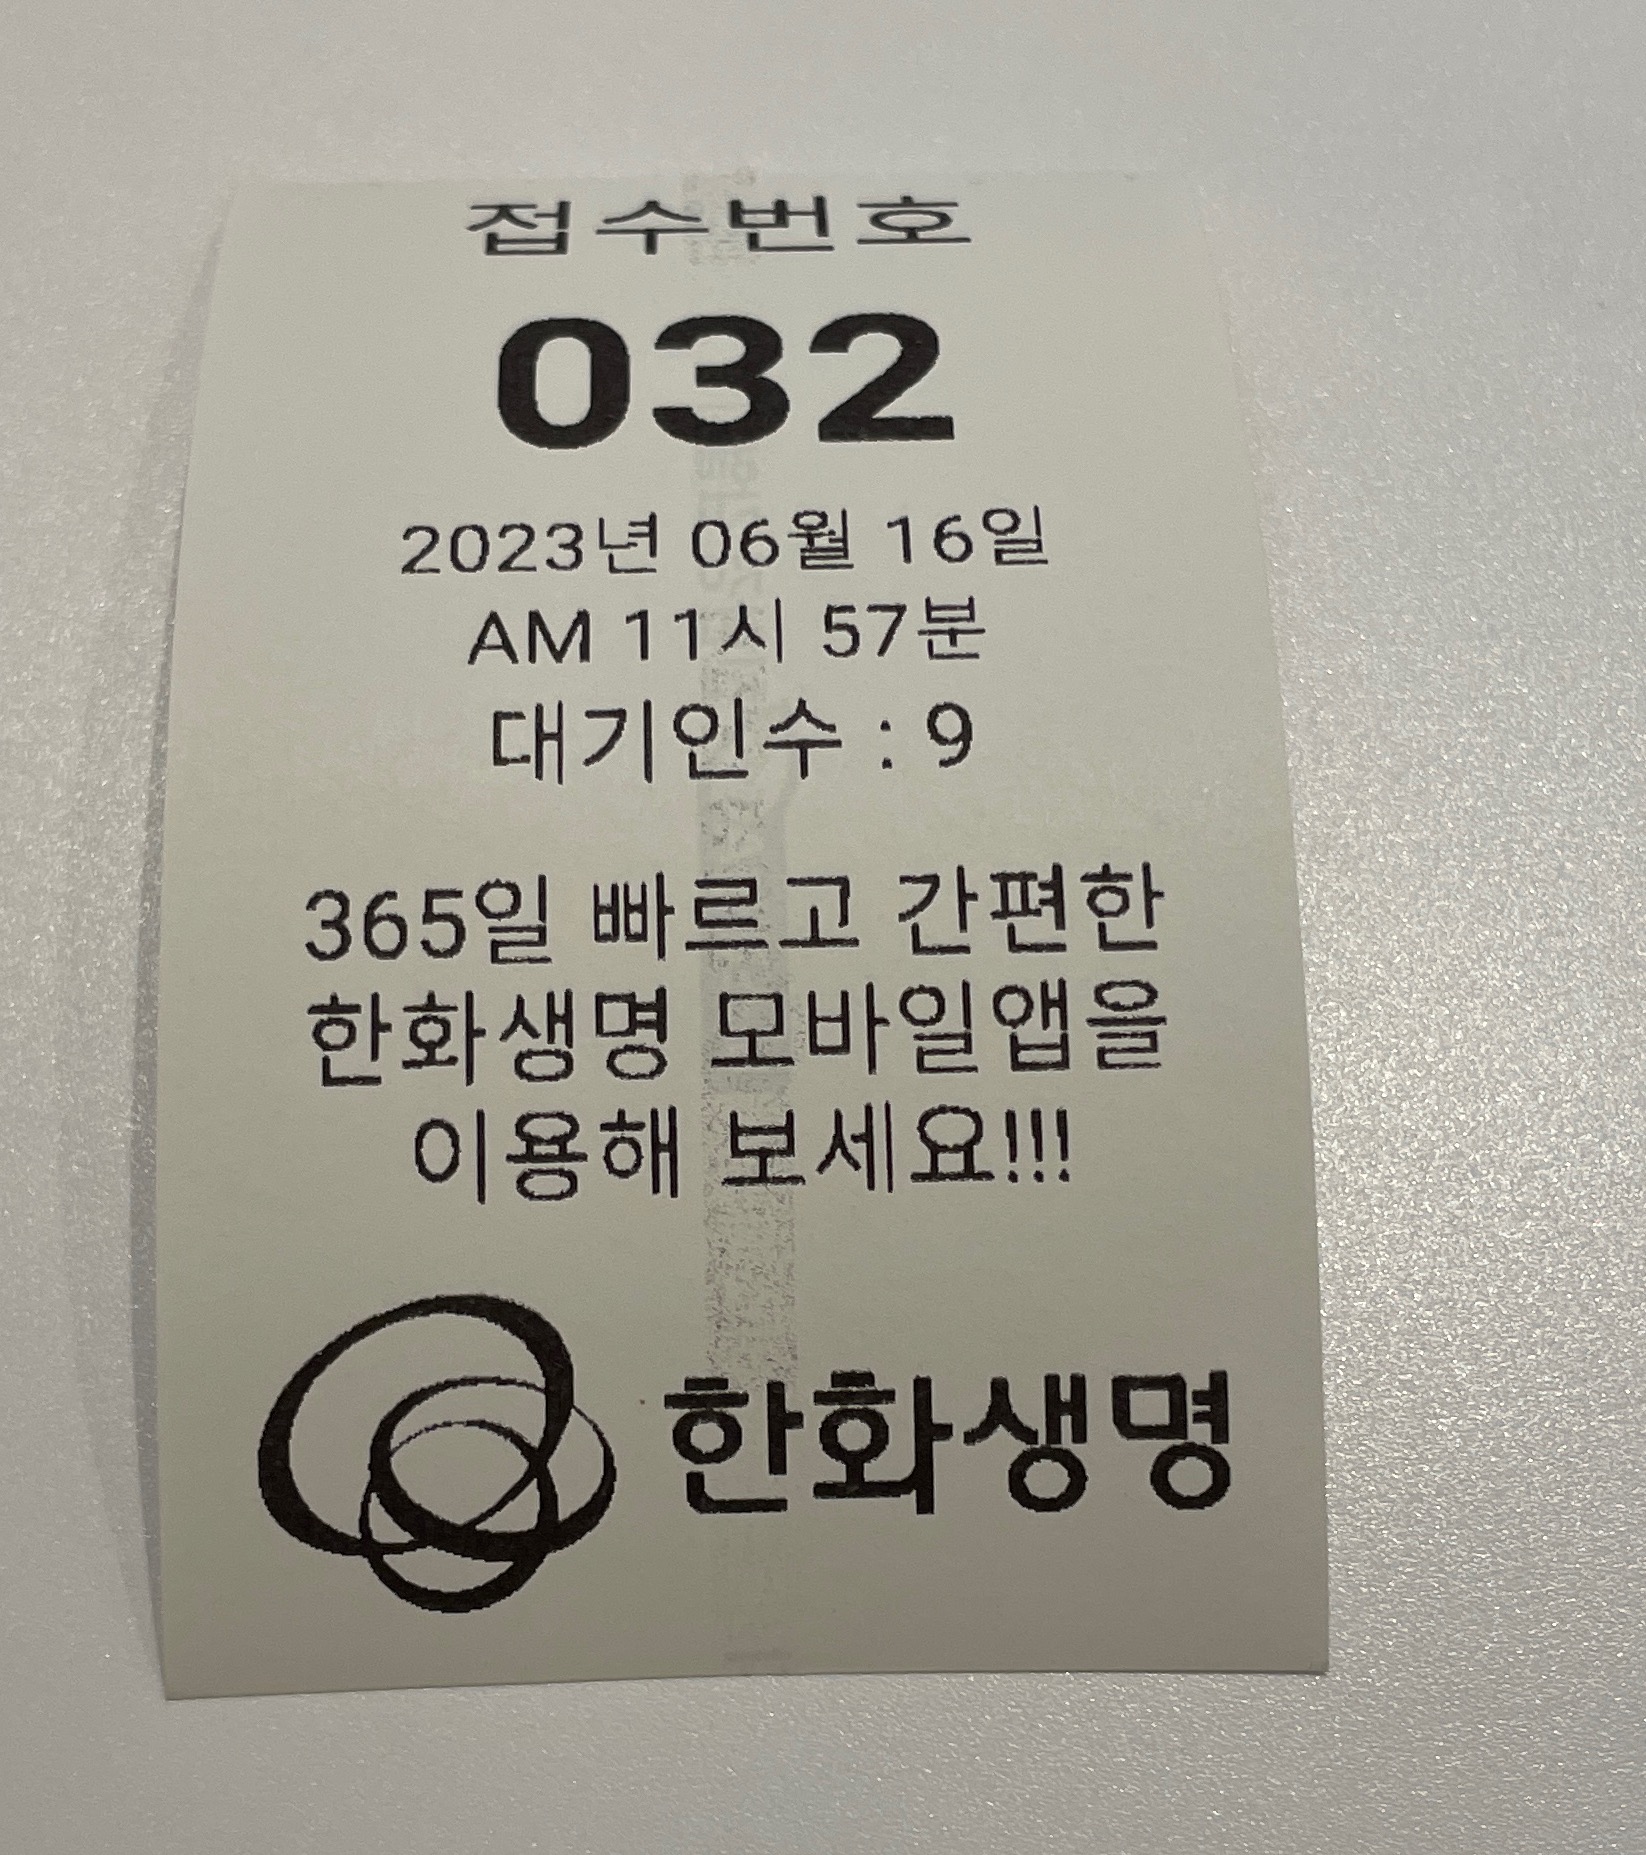 접수번호
032
2023년 06월 16일
AM 11시 57분
대기인수 : 9
365일 빠르고 간편한
한화생명 모바일앱을
이용해 보세요!!!
한화생명